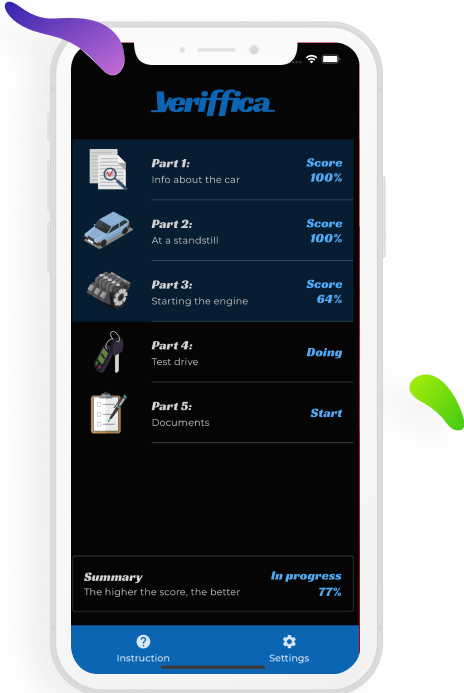 Veriffica
Part 1:
Info about the car
Score
100%
Part 2:
At a standstill
Score
100%
Part 3:
Starting the engine
Score
64%
Part 4:
Test drive
Doing
Part 5:
Documents
Start
Summary
The higher the score, the better
In progress
77%
Instruction
Settings